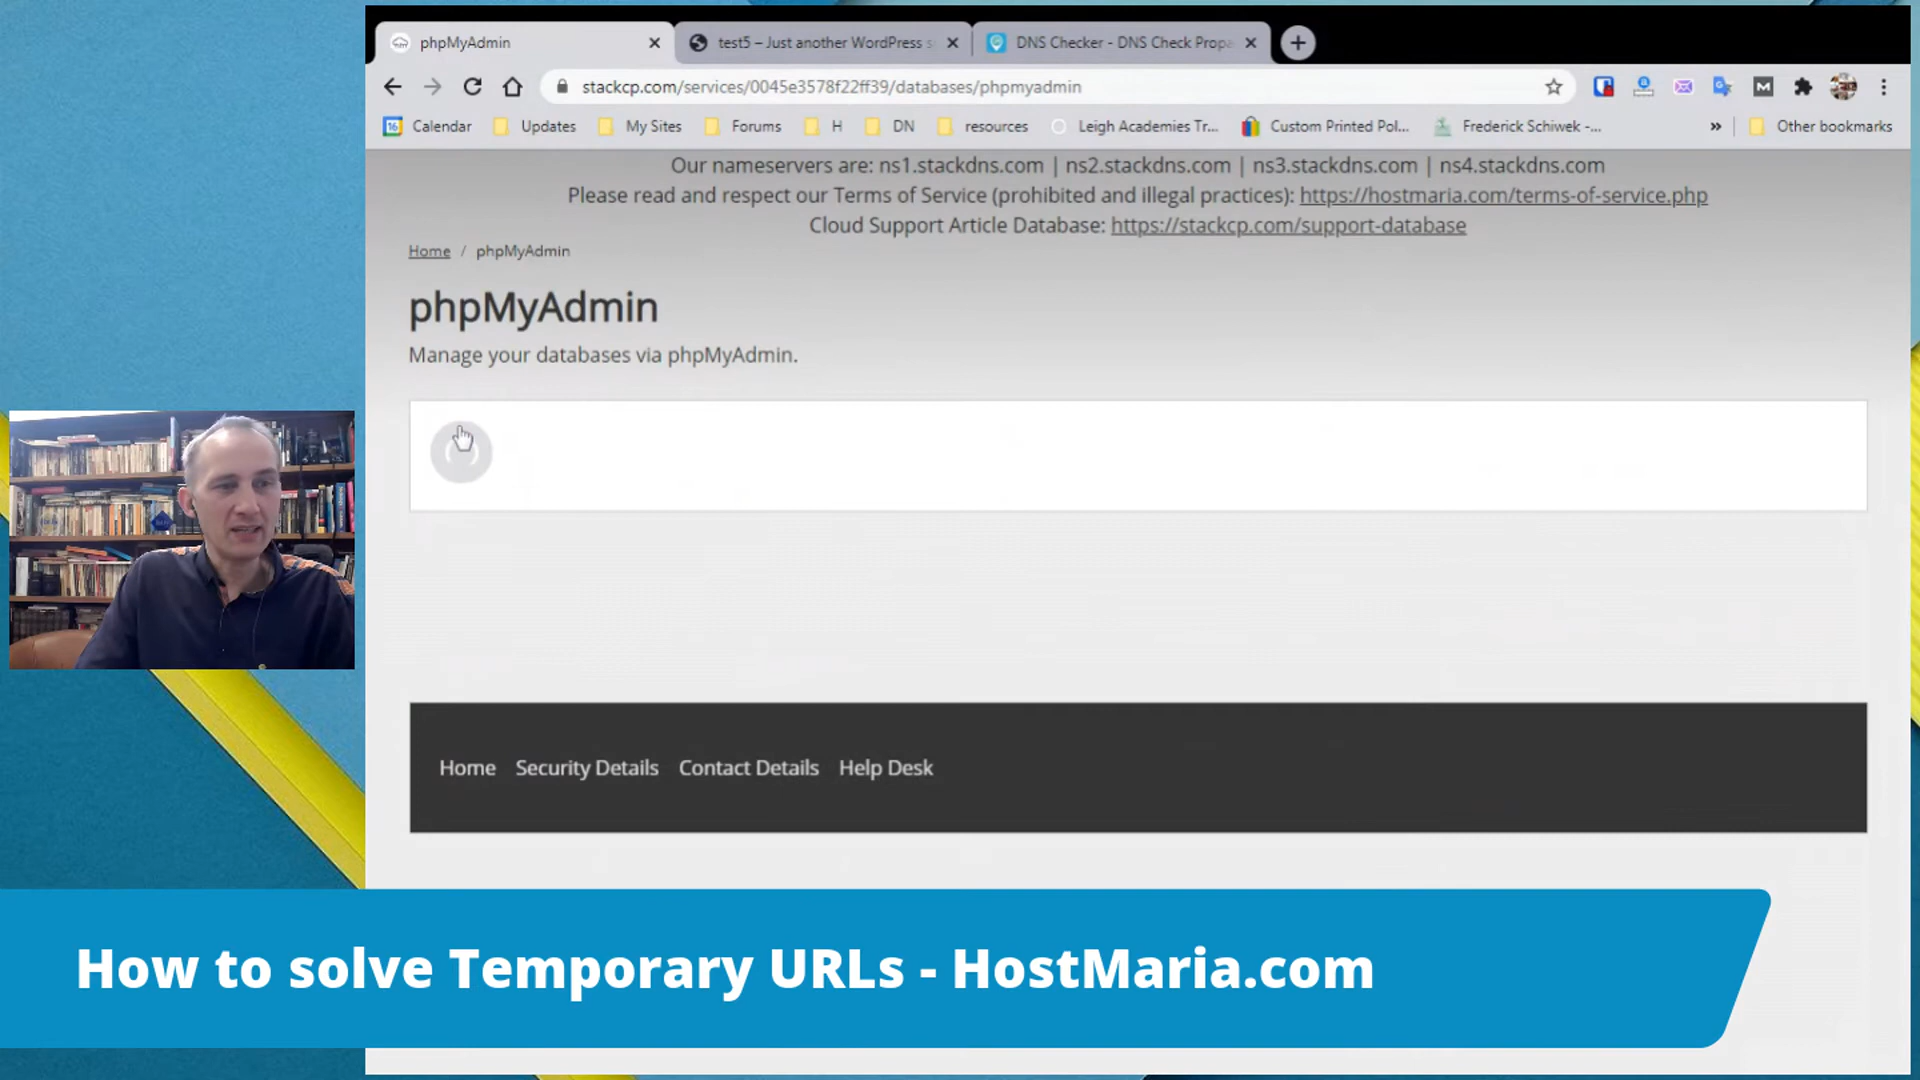 phpMyAdmin
test5 – Just another WordPress s
DNS Checker - DNS Check Propa
stackcp.com/services/0045e3578f22ff39/databases/phpmyadmin
16 Calendar Updates My Sites Forums H DN resources Leigh Academies Tr... Custom Printed Pol... Frederick Schiwek -... » Other bookmarks
Our nameservers are: ns1.stackdns.com | ns2.stackdns.com | ns3.stackdns.com | ns4.stackdns.com
Please read and respect our Terms of Service (prohibited and illegal practices): https://hostmaria.com/terms-of-service.php
Cloud Support Article Database: https://stackcp.com/support-database
Home / phpMyAdmin
phpMyAdmin
Manage your databases via phpMyAdmin.
Home Security Details Contact Details Help Desk
How to solve Temporary URLs - HostMaria.com